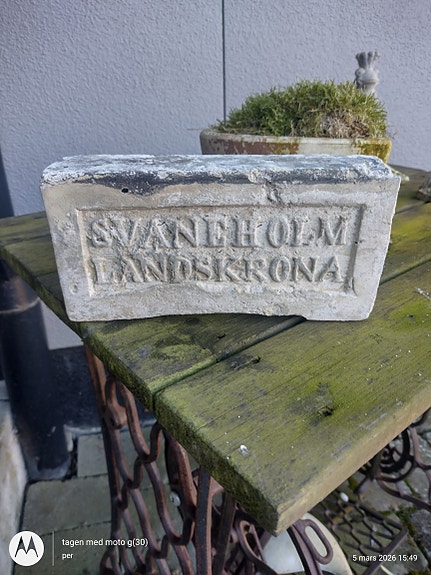 SVANEHOLM
LANDSKRONA
tagen med moto g(30)
per
5 mars 2026 15:49